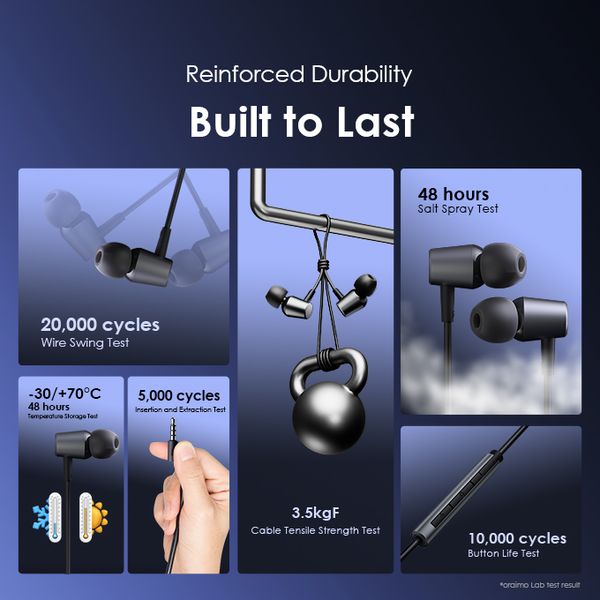 Reinforced Durability
Built to Last
20,000 cycles
Wire Swing Test
48 hours
Salt Spray Test
-30/+70°C
48 hours
Temperature Storage Test
5,000 cycles
Insertion and Extraction Test
3.5kgF
Cable Tensile Strength Test
10,000 cycles
Button Life Test
*oraimo Lab test result